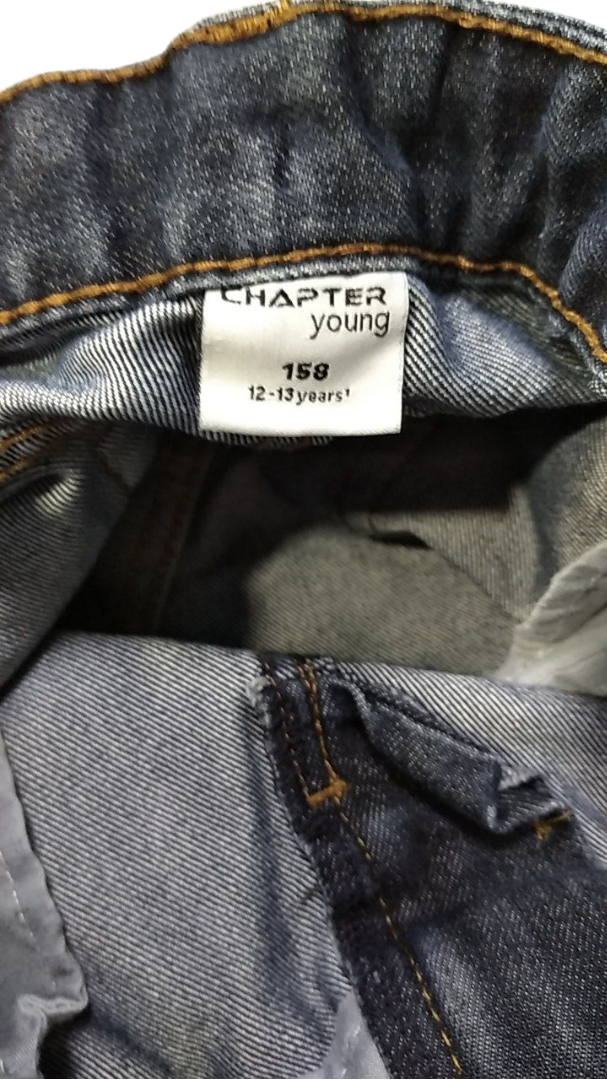 CHAPTER
young
158
12-13 years¹